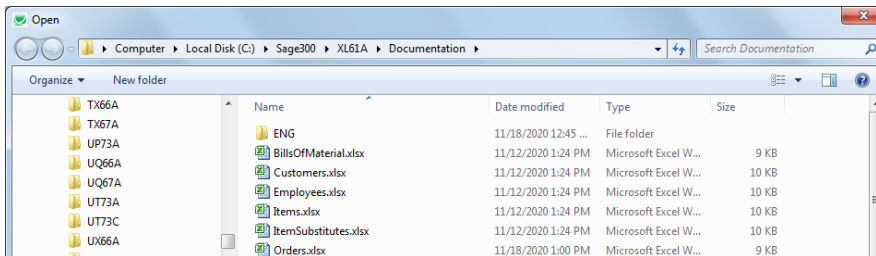 Open
Computer Local Disk (C:) Sage300 XL61A Documentation Search Documentation
Organize New folder
TX66A
TX67A
UP73A
UQ66A
UQ67A
UT73A
UT73C
UX66A
Name Date modified Type Size
ENG 11/18/2020 12:45 ... File folder
BillsOfMaterial.xlsx 11/12/2020 1:24 PM Microsoft Excel W... 9 KB
Customers.xlsx 11/12/2020 1:24 PM Microsoft Excel W... 10 KB
Employees.xlsx 11/12/2020 1:24 PM Microsoft Excel W... 10 KB
Items.xlsx 11/12/2020 1:24 PM Microsoft Excel W... 10 KB
ItemSubstitutes.xlsx 11/12/2020 1:24 PM Microsoft Excel W... 10 KB
Orders.xlsx 11/18/2020 1:00 PM Microsoft Excel W... 9 KB